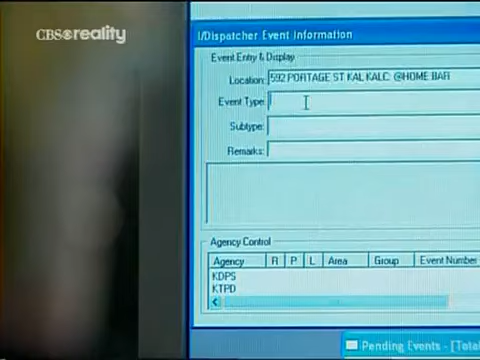 CBS reality
I/Dispatcher Event Information
Event Entry & Display
Location: 592 PORTAGE ST KAL KALC: @HOME BAR
Event Type:
Subtype:
Remarks:
Agency Control
Agency R P L Area Group Event Number
KDPS
KTPD
Pending Events - [Total